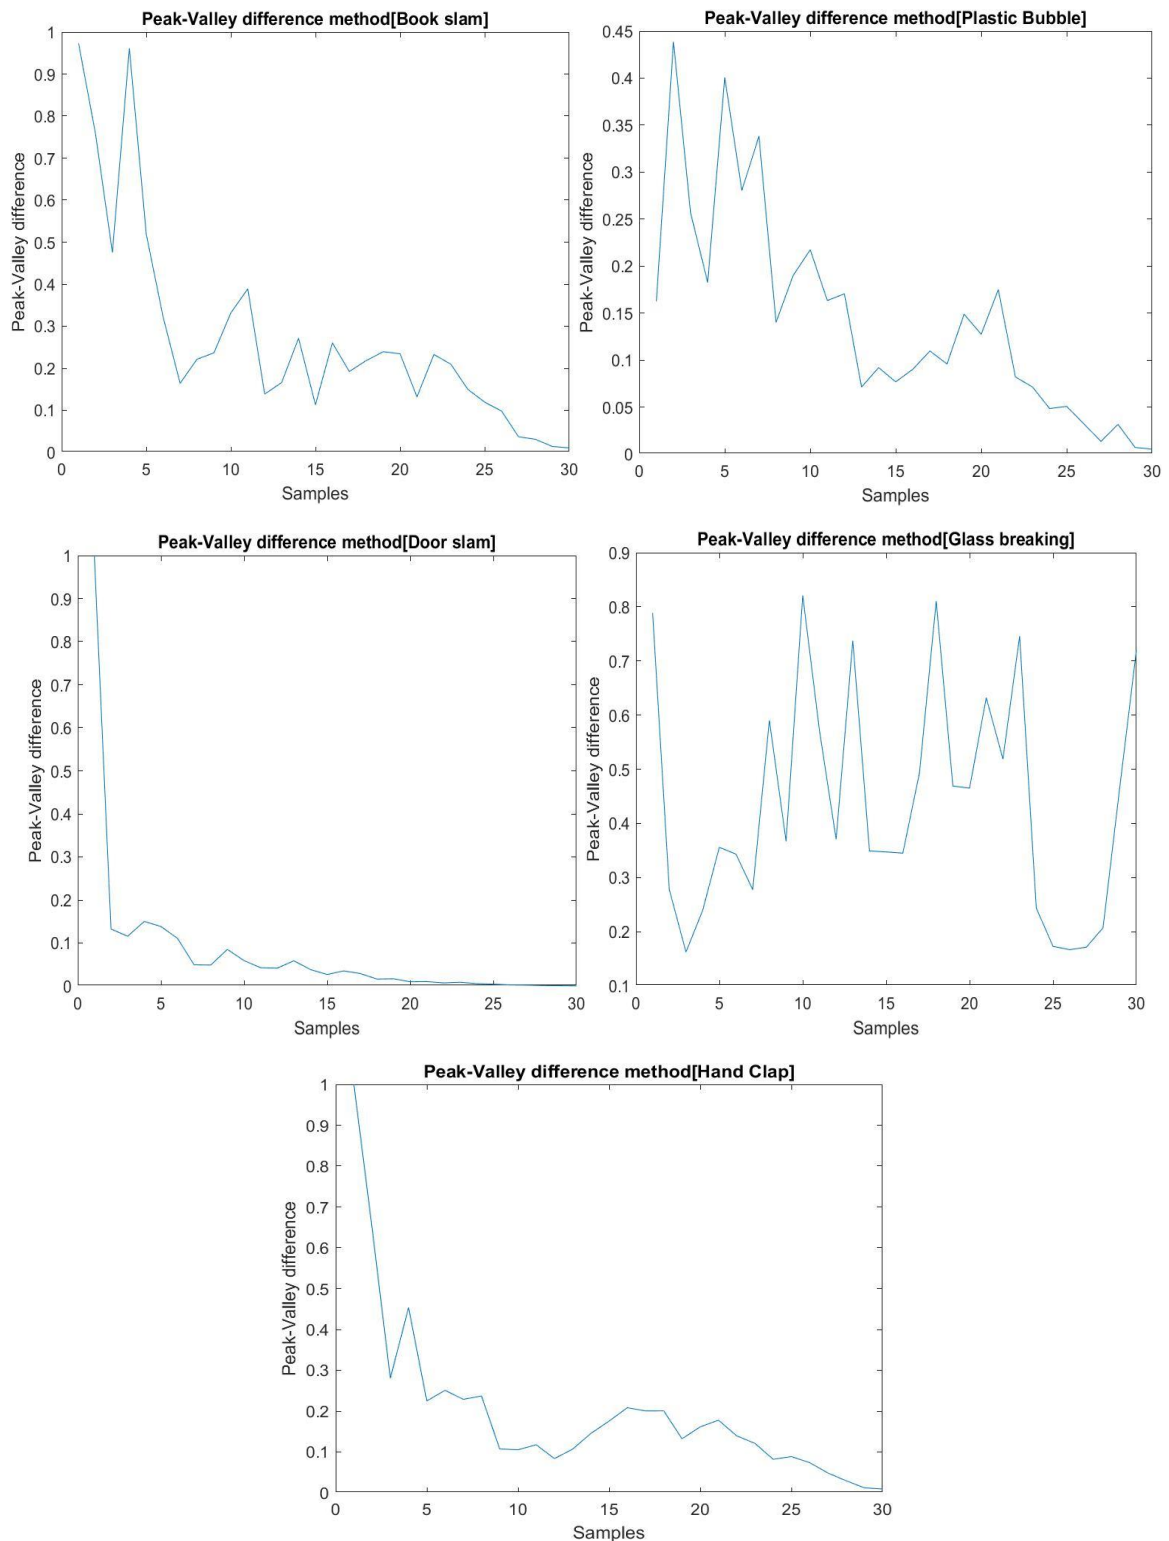 Peak-Valley difference method[Book slam]
Peak-Valley difference
1
0.9
0.8
0.7
0.6
0.5
0.4
0.3
0.2
0.1
0
0 5 10 15 20 25 30
Samples
Peak-Valley difference method[Plastic Bubble]
Peak-Valley difference
0.45
0.4
0.35
0.3
0.25
0.2
0.15
0.1
0.05
0
0 5 10 15 20 25 30
Samples
Peak-Valley difference method[Door slam]
Peak-Valley difference
1
0.9
0.8
0.7
0.6
0.5
0.4
0.3
0.2
0.1
0
0 5 10 15 20 25 30
Samples
Peak-Valley difference method[Glass breaking]
Peak-Valley difference
0.9
0.8
0.7
0.6
0.5
0.4
0.3
0.2
0.1
0 5 10 15 20 25 30
Samples
Peak-Valley difference method[Hand Clap]
Peak-Valley difference
1
0.9
0.8
0.7
0.6
0.5
0.4
0.3
0.2
0.1
0
0 5 10 15 20 25 30
Samples